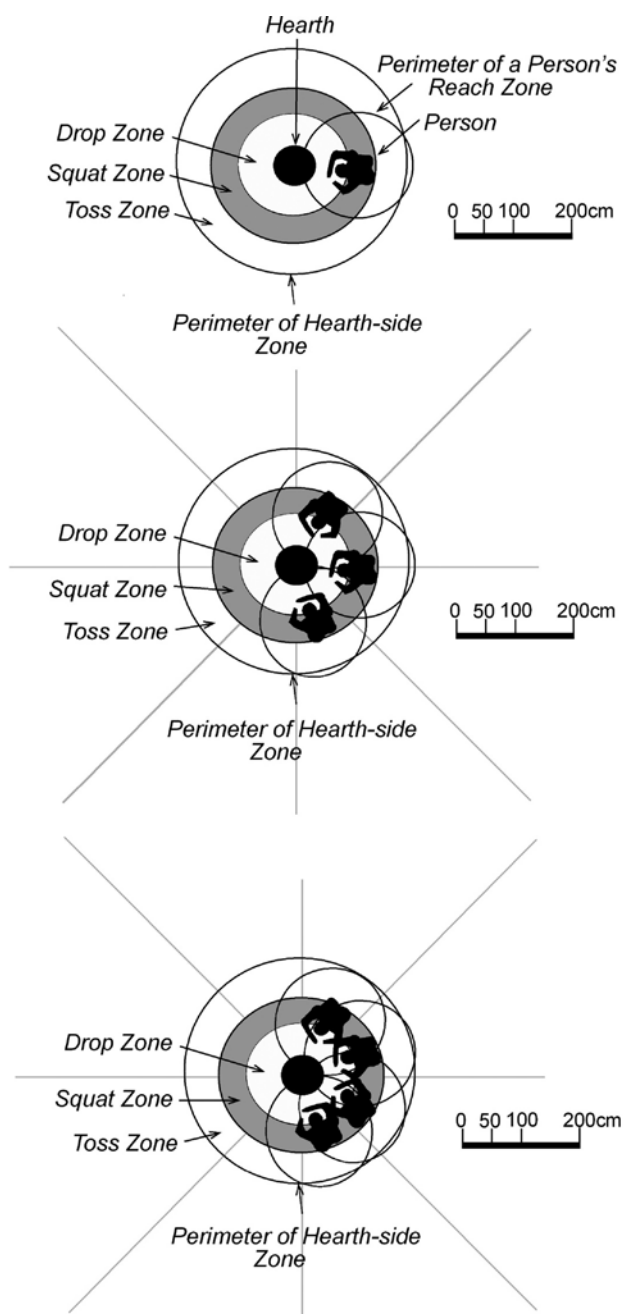 Hearth
Perimeter of a Person's
Reach Zone
Drop Zone
Person
Squat Zone
Toss Zone
0 50 100 200cm
Perimeter of Hearth-side
Zone
Drop Zone
Squat Zone
Toss Zone
0 50 100 200cm
Perimeter of Hearth-side
Zone
Drop Zone
Squat Zone
Toss Zone
0 50 100 200cm
Perimeter of Hearth-side
Zone